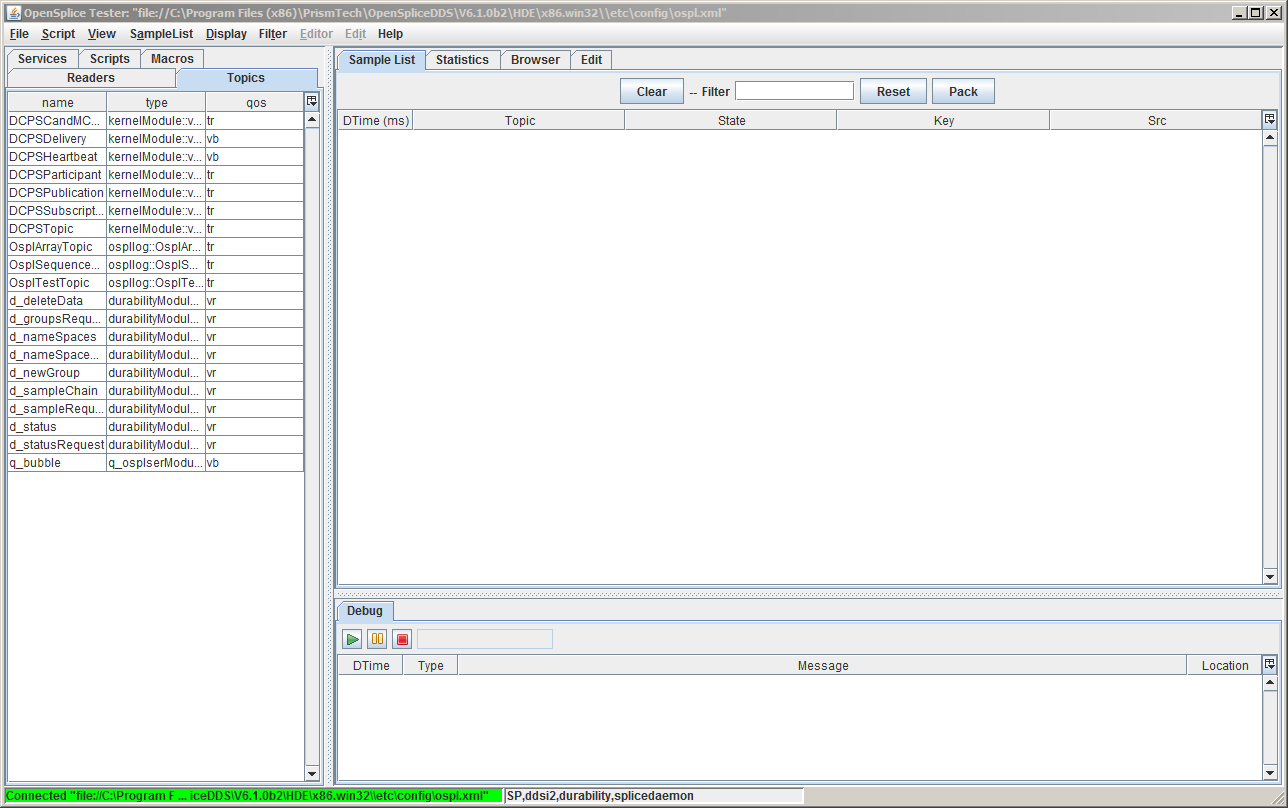 OpenSplice Tester: "file://C:\Program Files (x86)\PrismTech\OpenSpliceDDS\V6.1.0b2\HDE\x86.win32\\etc\config\ospl.xml"
File Script View SampleList Display Filter Editor Edit Help
Services Scripts Macros
Readers Topics
name type qos
DCPSCandMC... kernelModule::v... tr
DCPSDelivery kernelModule::v... vb
DCPSHeartbeat kernelModule::v... vb
DCPSParticipant kernelModule::v... tr
DCPSPublication kernelModule::v... tr
DCPSSubscript... kernelModule::v... tr
DCPSTopic kernelModule::v... tr
OsplArrayTopic ospllog::OsplAr... tr
OsplSequence... ospllog::OsplS... tr
OsplTestTopic ospllog::OsplTe... tr
d_deleteData durabilityModul... vr
d_groupsRequ... durabilityModul... vr
d_nameSpaces durabilityModul... vr
d_nameSpace... durabilityModul... vr
d_newGroup durabilityModul... vr
d_sampleChain durabilityModul... vr
d_sampleRequ... durabilityModul... vr
d_status durabilityModul... vr
d_statusRequest durabilityModul... vr
q_bubble q_osplserModu... vb
Sample List Statistics Browser Edit
Clear -- Filter Reset Pack
DTime (ms) Topic State Key Src
Debug
DTime Type Message Location
Connected "file://C:\Program F ... iceDDS\V6.1.0b2\HDE\x86.win32\\etc\config\ospl.xml" SP,ddsi2,durability,splicedaemon